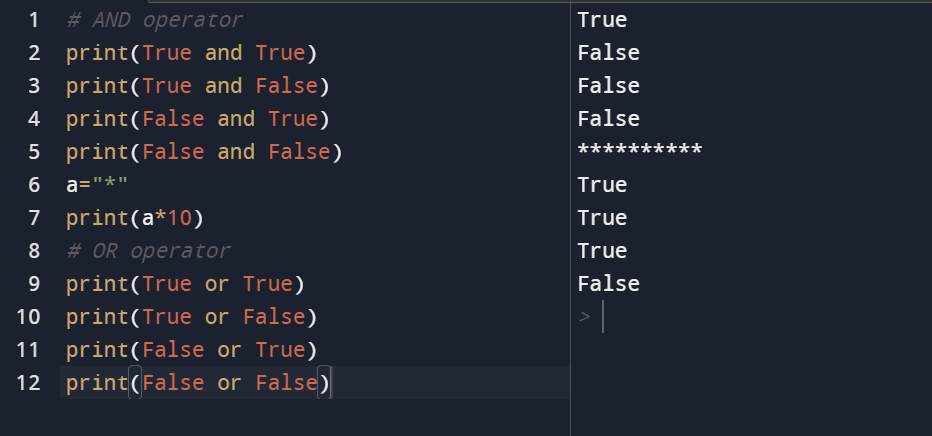 1 # AND operator
2 print(True and True)
3 print(True and False)
4 print(False and True)
5 print(False and False)
6 a="*"
7 print(a*10)
8 # OR operator
9 print(True or True)
10 print(True or False)
11 print(False or True)
12 print(False or False)
True
False
False
False
**********
True
True
True
False
>